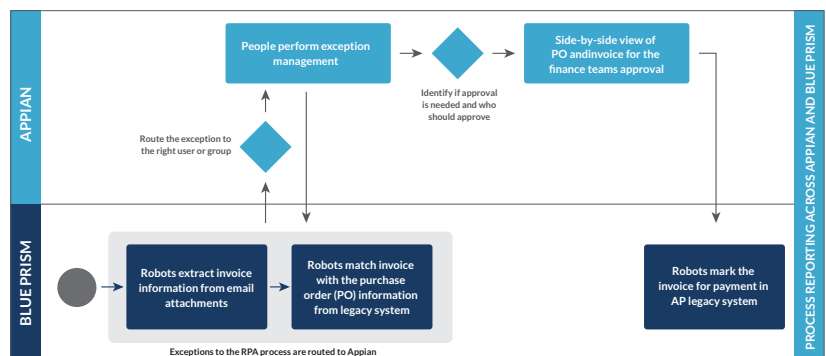 APPIAN
People perform exception
management
Identify if approval
is needed and who
should approve
Side-by-side view of
PO andinvoice for the
finance teams approval
Route the exception to
the right user or group
BLUE PRISM
Robots extract invoice
information from email
attachments
Robots match invoice
with the purchase
order (PO) information
from legacy system
Robots mark the
invoice for payment in
AP legacy system
Exceptions to the RPA process are routed to Appian
PROCESS REPORTING ACROSS APPIAN AND BLUE PRISM